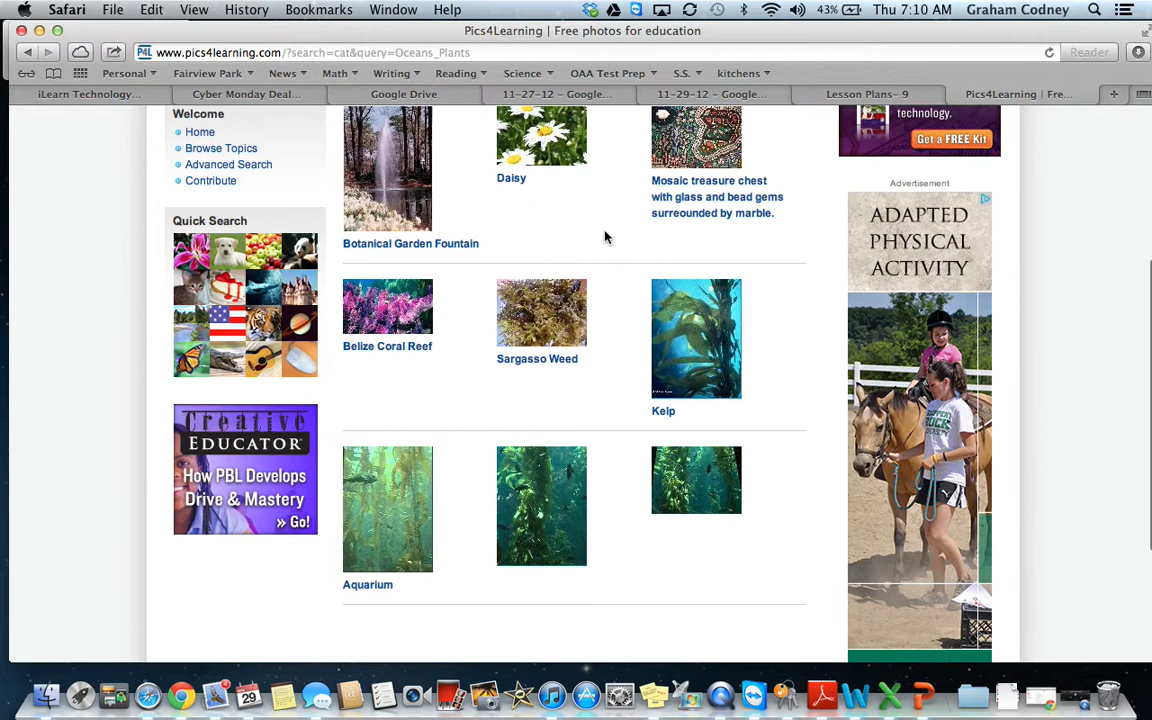 Safari File Edit View History Bookmarks Window Help 43% Thu 7:10 AM Graham Codney
Pics4Learning | Free photos for education
P4L www.pics4learning.com/?search=cat&query=Oceans_Plants Reader
Personal Fairview Park News Math Writing Reading Science OAA Test Prep S.S. kitchens
iLearn Technology... Cyber Monday Deal... Google Drive 11-27-12 – Google... 11-29-12 – Google... Lesson Plans- 9 Pics4Learning | Fre...
Welcome
Home
Browse Topics
Advanced Search
Contribute
Quick Search
Creative
EDUCATOR
How PBL Develops
Drive & Mastery
» Go!
Botanical Garden Fountain
Daisy
Mosaic treasure chest
with glass and bead gems
surreounded by marble.
Belize Coral Reef
Sargasso Weed
Kelp
Aquarium
technology.
Get a FREE Kit
Advertisement
ADAPTED
PHYSICAL
ACTIVITY
29